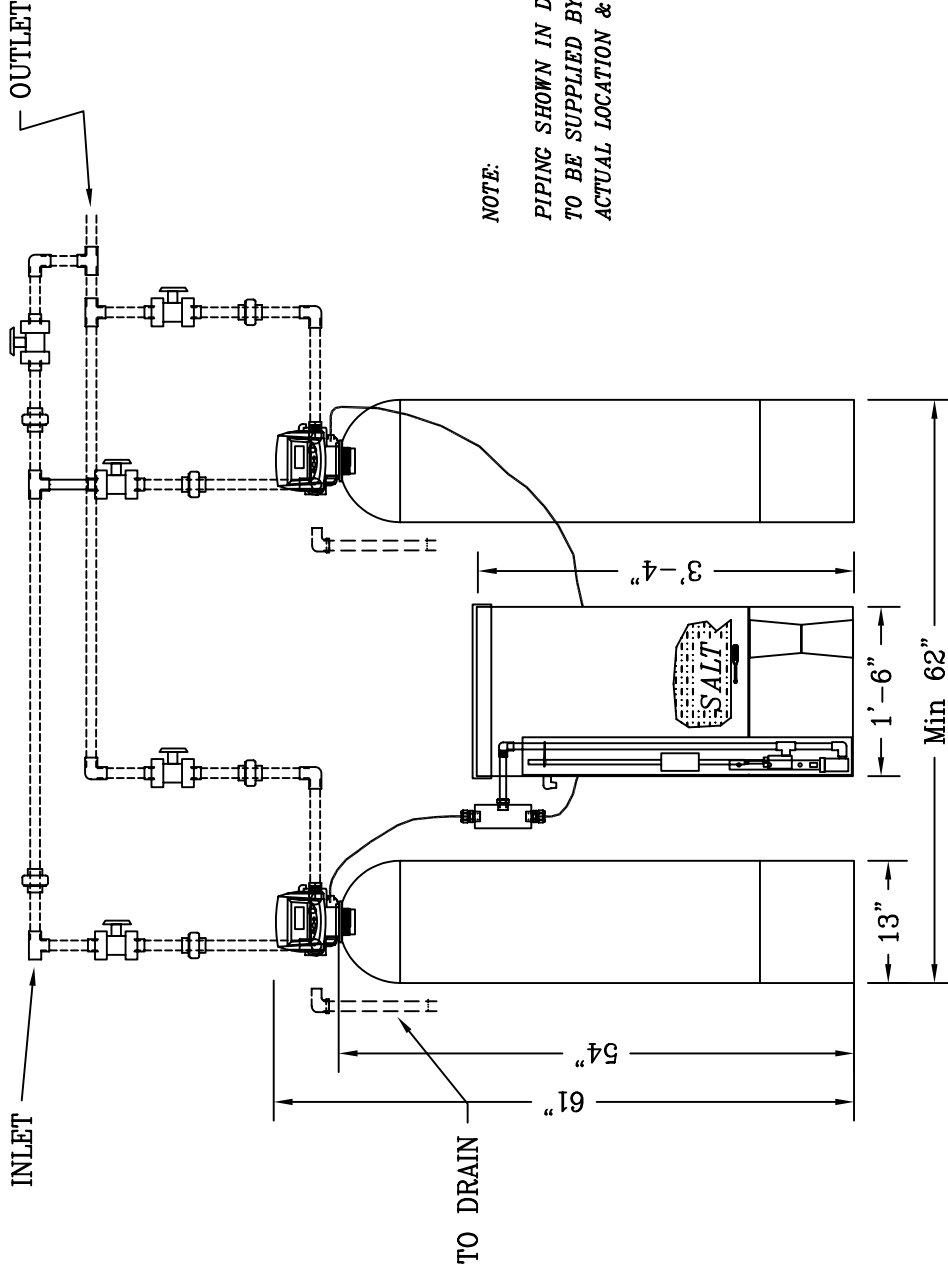 INLET
OUTLET
TO DRAIN
61"
54"
13"
1'-6"
3'-4"
Min 62"
SALT
NOTE:
PIPING SHOWN IN D
TO BE SUPPLIED BY
ACTUAL LOCATION &